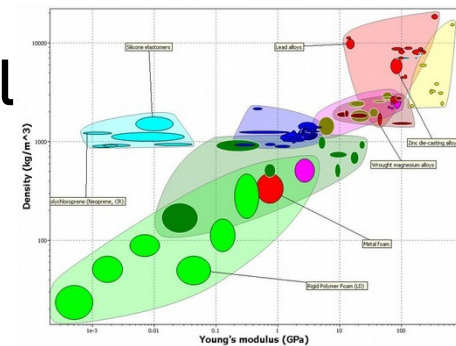 l
Silicone elastomers
Lead alloys
10000
1000
100
Density (kg/m^3)
Zinc die-casting alloy
Wrought magnesium alloys
olychloroprene (Neoprene, CR)
Metal foam
Rigid Polymer Foam (LD)
1e-3
0.01
0.1
1
10
100
Young's modulus (GPa)